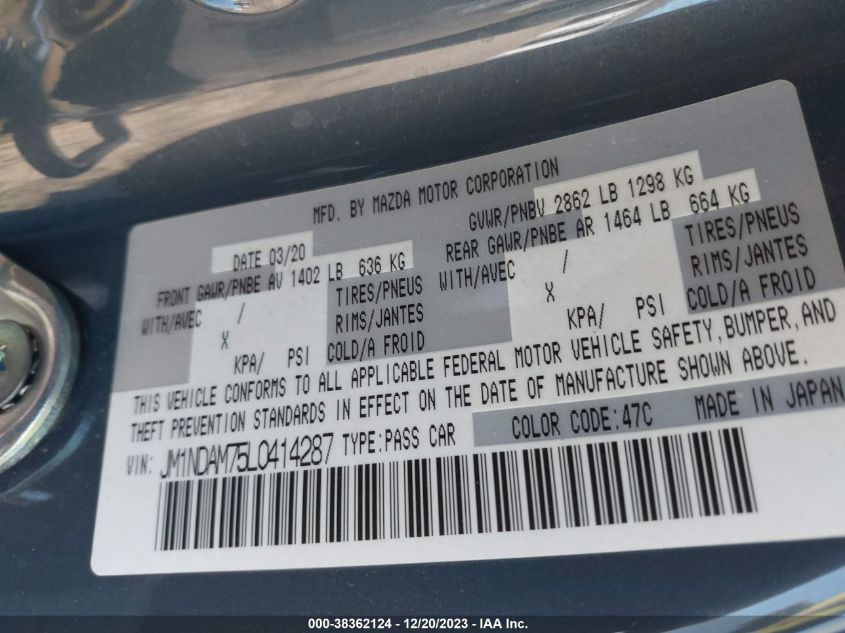 MFD. BY MAZDA MOTOR CORPORATION
DATE 03/20
GVWR/PNBV 2862 LB 1298 KG
FRONT GAWR/PNBE AV 1402 LB 636 KG
REAR GAWR/PNBE AR 1464 LB 664 KG
WITH/AVEC / TIRES/PNEUS
WITH/AVEC / TIRES/PNEUS
X RIMS/JANTES
X RIMS/JANTES
KPA/ PSI COLD/A FROID
KPA/ PSI COLD/A FROID
THIS VEHICLE CONFORMS TO ALL APPLICABLE FEDERAL MOTOR VEHICLE SAFETY, BUMPER, AND
THEFT PREVENTION STANDARDS IN EFFECT ON THE DATE OF MANUFACTURE SHOWN ABOVE.
VIN: JM1NDAM75L0414287 TYPE:PASS CAR COLOR CODE:47C MADE IN JAPAN
000-38362124 - 12/20/2023 - IAA Inc.